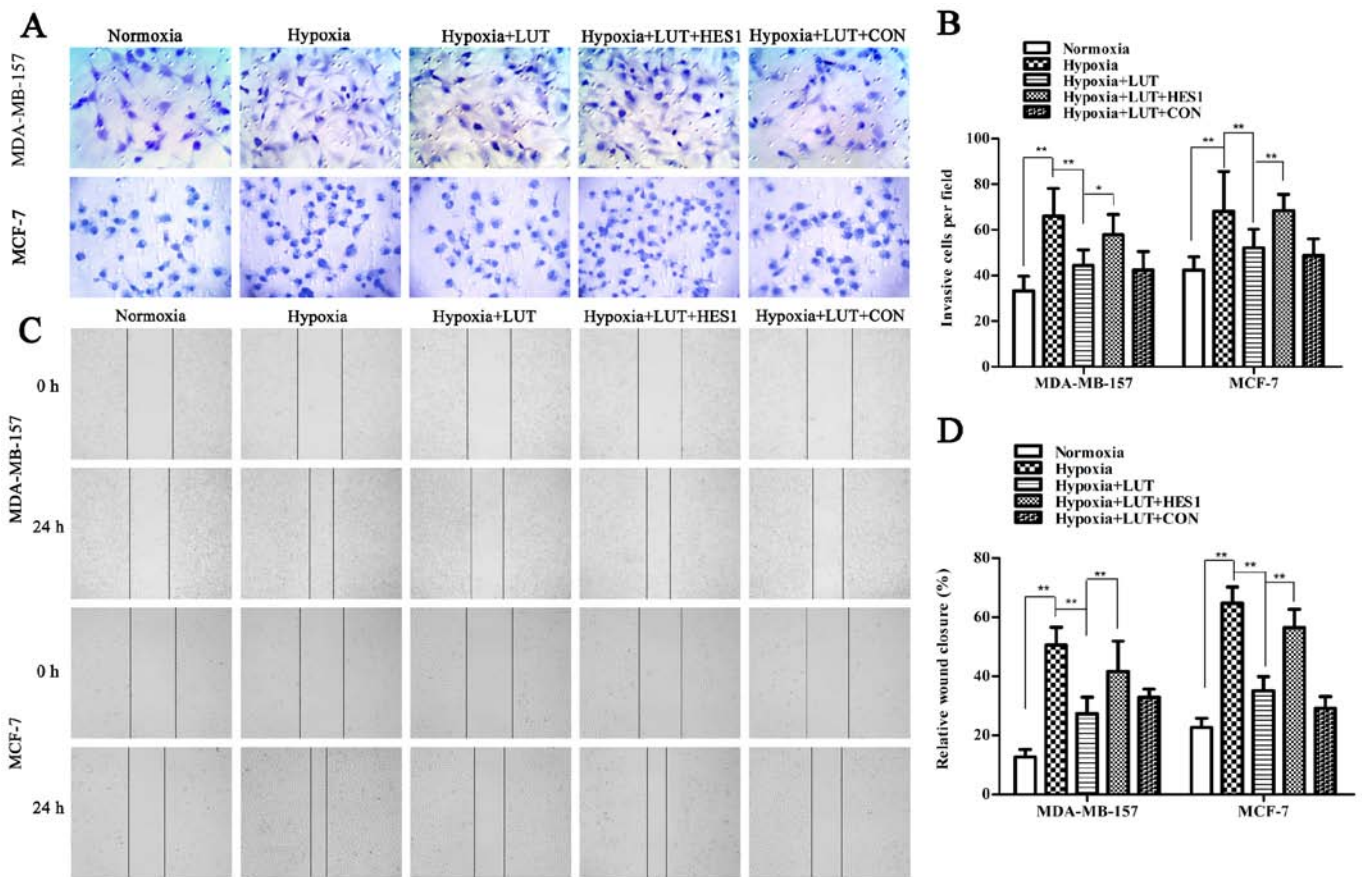 A
Normoxia Hypoxia Hypoxia+LUT Hypoxia+LUT+HES1 Hypoxia+LUT+CON
MDA-MB-157
MCF-7
B
Normoxia
Hypoxia
Hypoxia+LUT
Hypoxia+LUT+HES1
Hypoxia+LUT+CON
Invasive cells per field
100
80
60
40
20
0
** ** * ** ** **
MDA-MB-157 MCF-7
C
Normoxia Hypoxia Hypoxia+LUT Hypoxia+LUT+HES1 Hypoxia+LUT+CON
MDA-MB-157
0 h
24 h
MCF-7
0 h
24 h
D
Normoxia
Hypoxia
Hypoxia+LUT
Hypoxia+LUT+HES1
Hypoxia+LUT+CON
Relative wound closure (%)
80
60
40
20
0
** ** ** ** ** **
MDA-MB-157 MCF-7